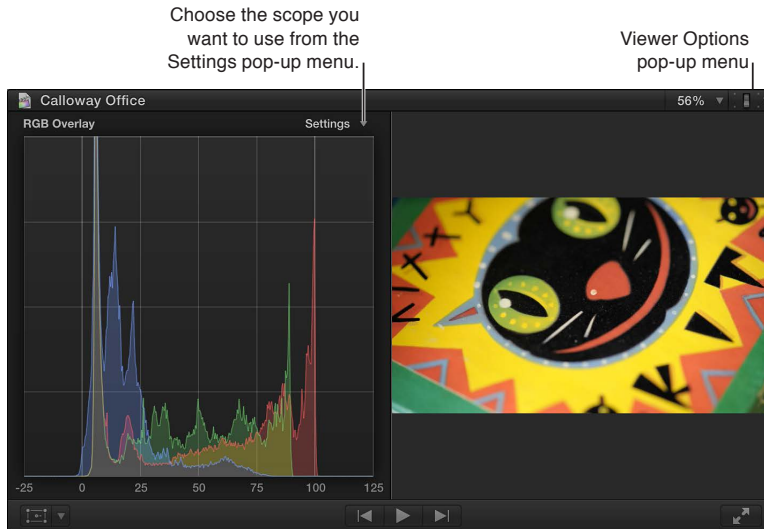 Choose the scope you
want to use from the
Settings pop-up menu.
Viewer Options
pop-up menu
Calloway Office
56%
RGB Overlay
Settings
-25 0 25 50 75 100 125